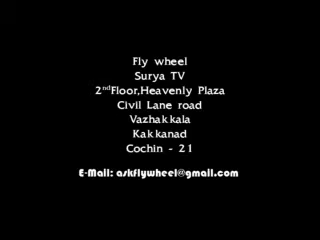 Fly wheel
Surya TV
2ndFloor,Heavenly Plaza
Civil Lane road
Vazhakkala
Kakkanad
Cochin - 21
E-Mail: askflywheel@gmail.com